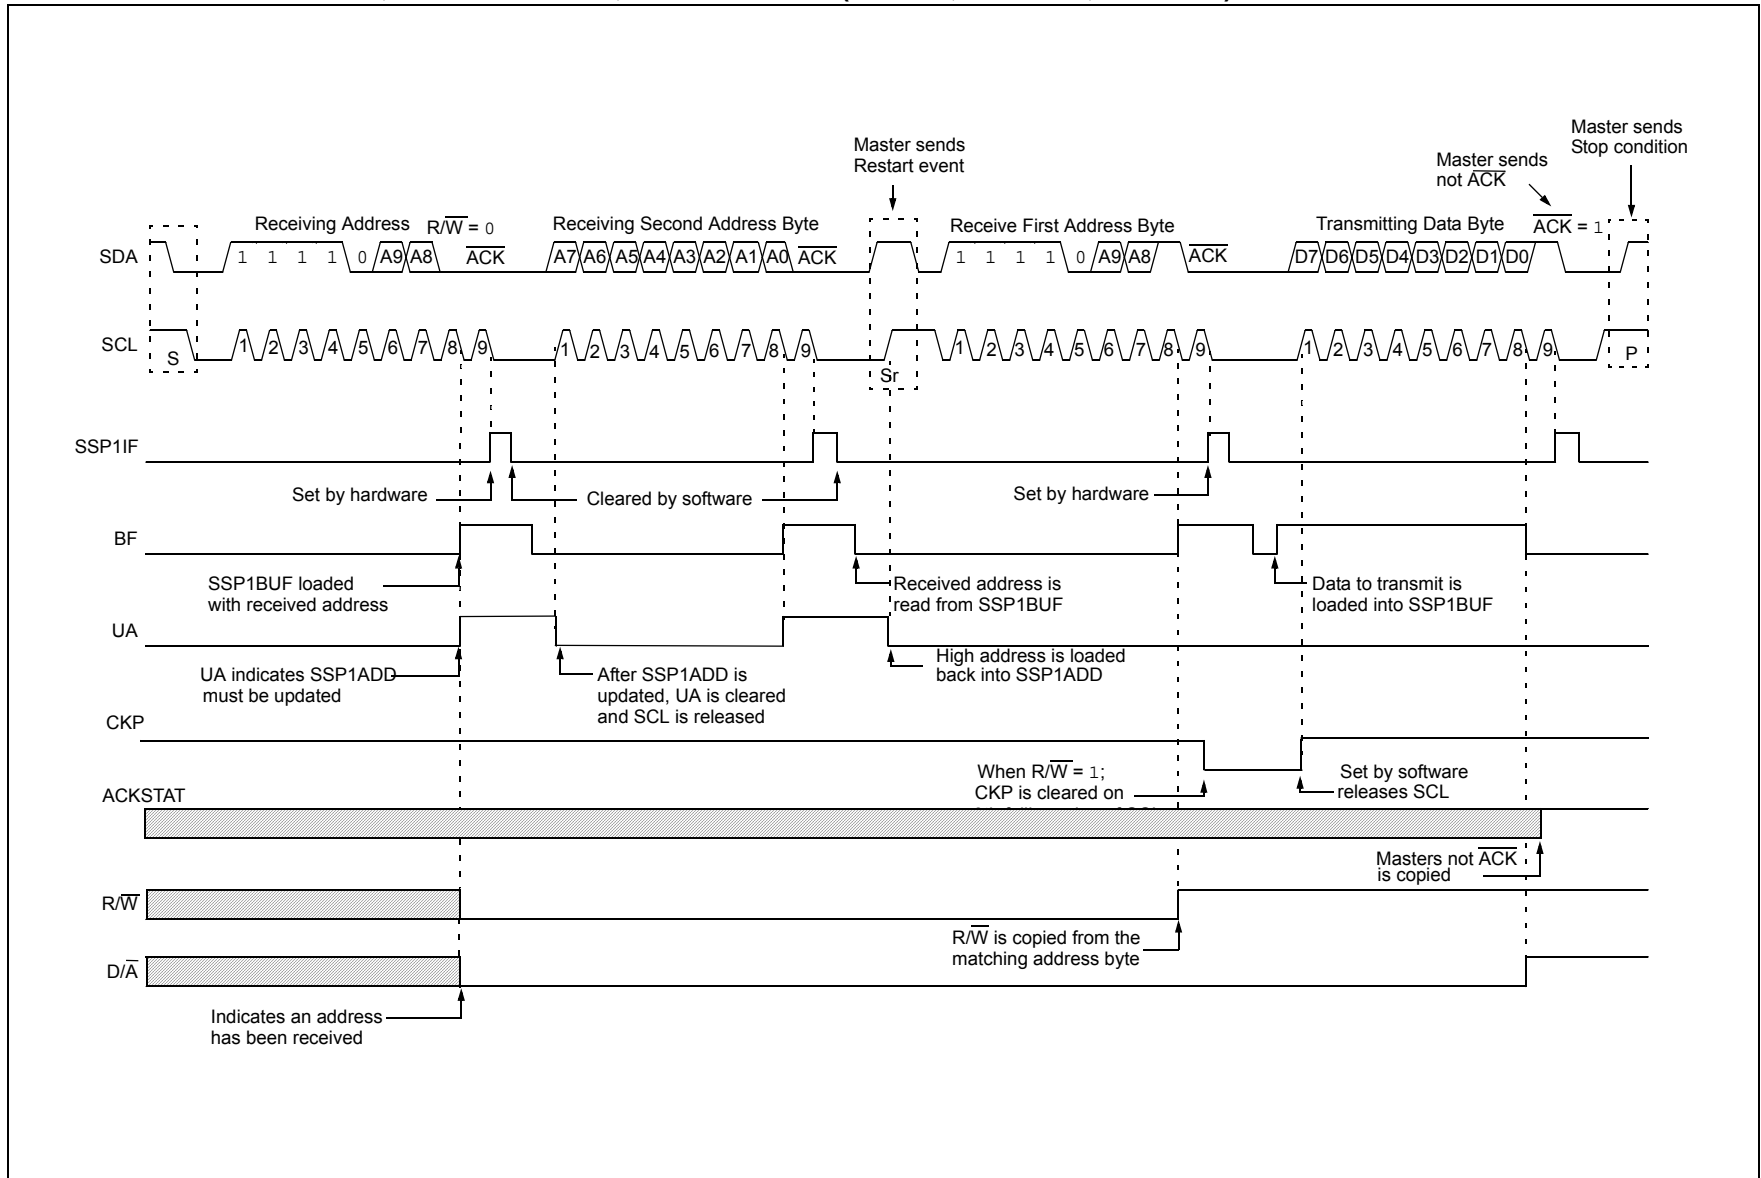 Master sends
Restart event
Master sends
not A̅C̅K̅
Master sends
Stop condition
Receiving Address R/W̅ = 0
Receiving Second Address Byte
Receive First Address Byte
Transmitting Data Byte
A̅C̅K̅ = 1
SDA 1 1 1 1 0 A9 A8 A̅C̅K̅ A7 A6 A5 A4 A3 A2 A1 A0 A̅C̅K̅ 1 1 1 1 0 A9 A8 A̅C̅K̅ D7 D6 D5 D4 D3 D2 D1 D0
SCL S 1 2 3 4 5 6 7 8 9 1 2 3 4 5 6 7 8 9 Sr 1 2 3 4 5 6 7 8 9 1 2 3 4 5 6 7 8 9 P
SSP1IF
Set by hardware
Cleared by software
Set by hardware
BF
SSP1BUF loaded
with received address
Received address is
read from SSP1BUF
Data to transmit is
loaded into SSP1BUF
UA
UA indicates SSP1ADD
must be updated
After SSP1ADD is
updated, UA is cleared
and SCL is released
High address is loaded
back into SSP1ADD
CKP
When R/W̅ = 1;
CKP is cleared on
Set by software
releases SCL
ACKSTAT
Masters not A̅C̅K̅
is copied
R/W̅
R/W̅ is copied from the
matching address byte
D/A̅
Indicates an address
has been received